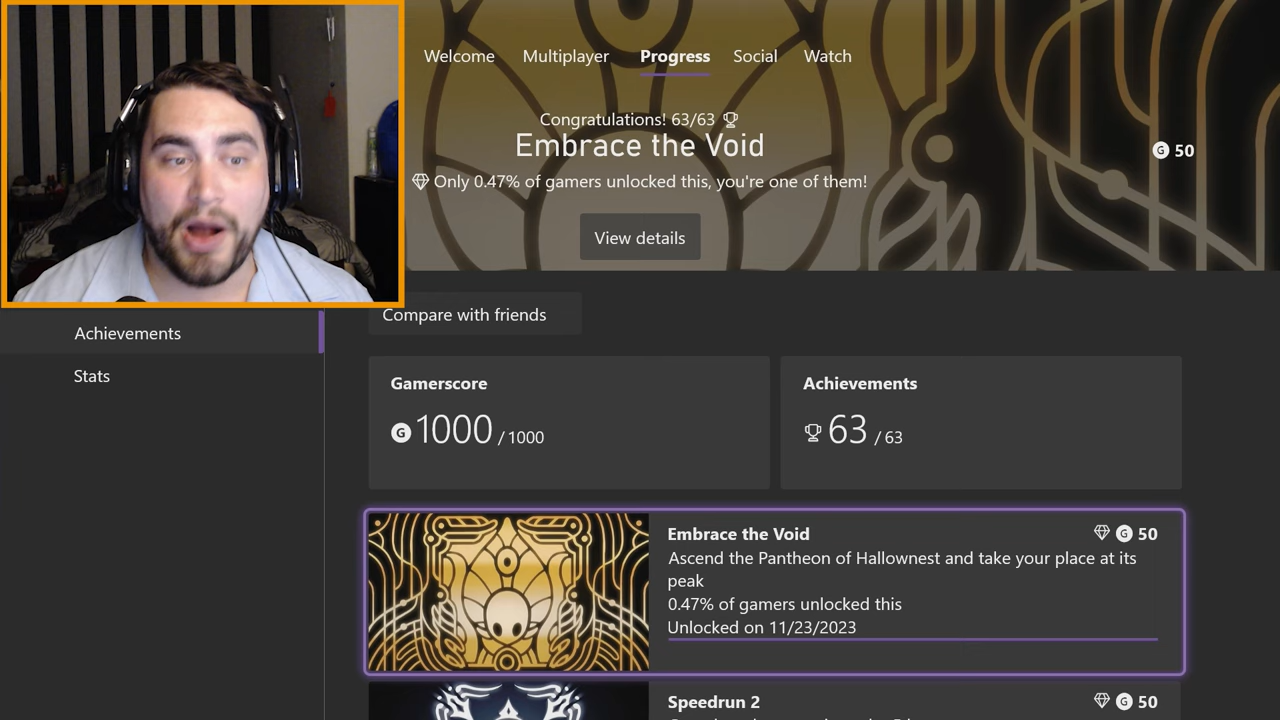 Welcome Multiplayer Progress Social Watch
Congratulations! 63/63
Embrace the Void
G 50
Only 0.47% of gamers unlocked this, you're one of them!
View details
Compare with friends
Achievements
Stats
Gamerscore
G 1000 / 1000
Achievements
63 / 63
Embrace the Void
G 50
Ascend the Pantheon of Hallownest and take your place at its
peak
0.47% of gamers unlocked this
Unlocked on 11/23/2023
Speedrun 2
G 50